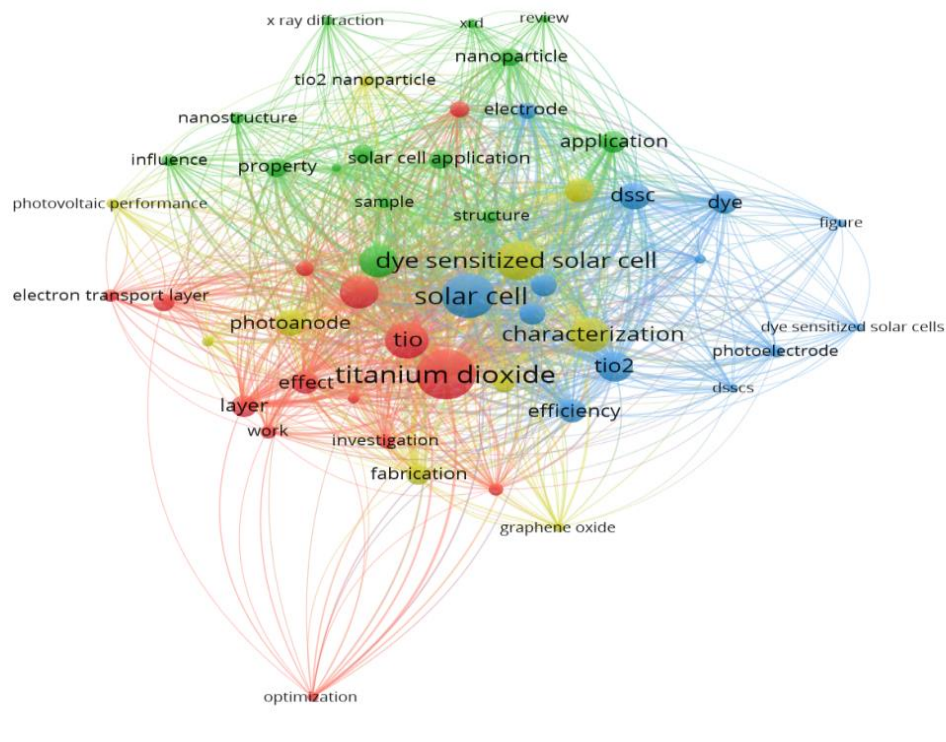 x ray diffraction
xrd
review
nanoparticle
tio2 nanoparticle
nanostructure
electrode
application
influence
property
solar cell application
photovoltaic performance
sample
structure
dssc
dye
figure
dye sensitized solar cell
electron transport layer
solar cell
photoanode
tio
characterization
dye sensitized solar cells
photoelectrode
titanium dioxide
tio2
effect
dsscs
layer
efficiency
work
investigation
fabrication
graphene oxide
optimization